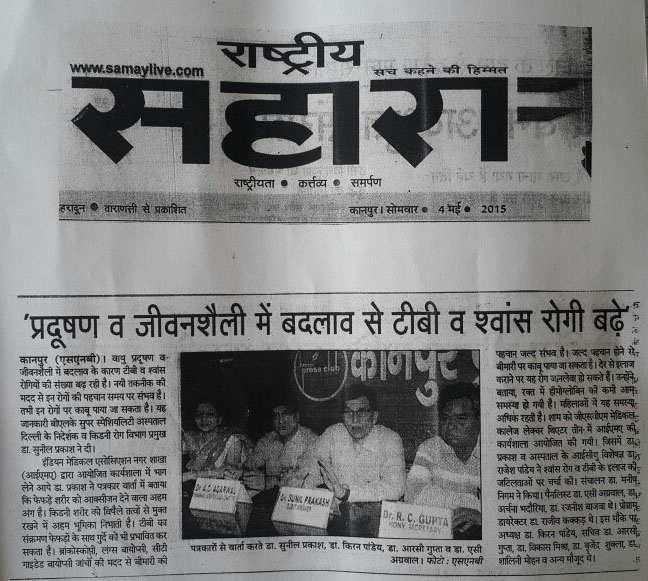 राष्ट्रीय
www.samaylive.com
सच कहने की हिम्मत
सहारा
राष्ट्रीयता ● कर्त्तव्य ● समर्पण
हरादून ● वाराणसी से प्रकाशित
कानपुर। सोमवार ● 4 मई ● 2015
'प्रदूषण व जीवनशैली में बदलाव से टीबी व श्वांस रोगी बढ़े'
कानपुर (एसएनबी)। वायु प्रदूषण व
जीवनशैली में बदलाव के कारण टीबी व श्वांस
रोगियों की संख्या बढ़ रही है। नयी तकनीक की
मदद से इन रोगों की पहचान समय पर संभव है।
तभी इन रोगों पर काबू पाया जा सकता है। यह
जानकारी बीएलके सुपर स्पेशियलिटी अस्पताल
दिल्ली के निदेशक व किडनी रोग विभाग प्रमुख
डा. सुनील प्रकाश ने दी।
इंडियन मेडिकल एसोसिएशन नगर शाखा
(आईएमए) द्वारा आयोजित कार्यशाला में भाग
लेने आये डा. प्रकाश ने पत्रकार वार्ता में बताया
कि फेफड़े शरीर को आक्सीजन देने वाला अहम
अंग है। किडनी शरीर को विषैले तत्वों से मुक्त
रखने में अहम भूमिका निभाती है। टीबी का
संक्रमण फेफड़ों के साथ गुर्दे को भी प्रभावित कर
सकता है। ब्रांकोस्कोपी, लंग्स बायोप्सी, सीटी
गाइडेड बायोप्सी जांचों की मदद से बीमारी की
press club
कानपुर
Dr. A.C. AGARWAL
Dr. SUNIL PRAKASH
Dr. R. C. GUPTA
HONY. SECRETARY
पत्रकारों से वार्ता करते डा. सुनील प्रकाश, डा. किरन पांडेय, डा. आरसी गुप्ता व डा. एसी
अग्रवाल। फोटो : एसएनबी
पहचान जल्द संभव है। जल्द पहचान होने से
बीमारी पर काबू पाया जा सकता है। देर से इलाज
कराने पर यह रोग जानलेवा हो सकते हैं। उन्होंने
बताया, रक्त में हीमोग्लोबिन की कमी आम
समस्या हो गयी है। महिलाओं में यह समस्या
अधिक रहती है। शाम को जीएसवीएम मेडिकल
कालेज लेक्चर थिएटर तीन में आईएमए की
कार्यशाला आयोजित की गयी। जिसमें डा.
प्रकाश व अस्पताल के आईसीयू विशेषज्ञ डा.
राजेश पांडेय ने श्वांस रोग व टीबी के इलाज की
जटिलताओं पर चर्चा की। संचालन डा. मनीष
निगम ने किया। पैनलिस्ट डा. एसी अग्रवाल, डा.
अर्चना भदौरिया, डा. रजनीश बाजवा थे। प्रोग्राम
डायरेक्टर डा. राजीव कक्कड़ थे। इस मौके पर
अध्यक्ष डा. किरन पांडेय, सचिव डा. आरसी
गुप्ता, डा. विकास मिश्रा, डा. बृजेंद्र शुक्ला, डा.
शालिनी मोहन व अन्य मौजूद थे।